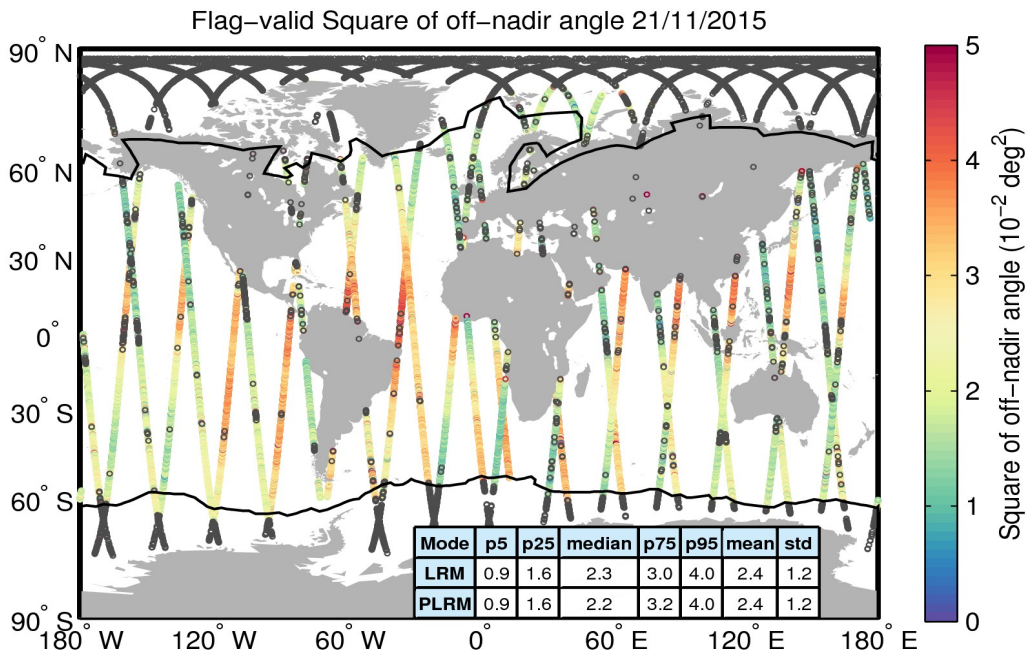 Flag−valid Square of off−nadir angle 21/11/2015
90° N
60° N
30° N
0°
30° S
60° S
90° S
180° W
120° W
60° W
0°
60° E
120° E
180° E
Mode p5 p25 median p75 p95 mean std
LRM 0.9 1.6 2.3 3.0 4.0 2.4 1.2
PLRM 0.9 1.6 2.2 3.2 4.0 2.4 1.2
5
4
3
2
1
0
Square of off−nadir angle (10⁻² deg²)